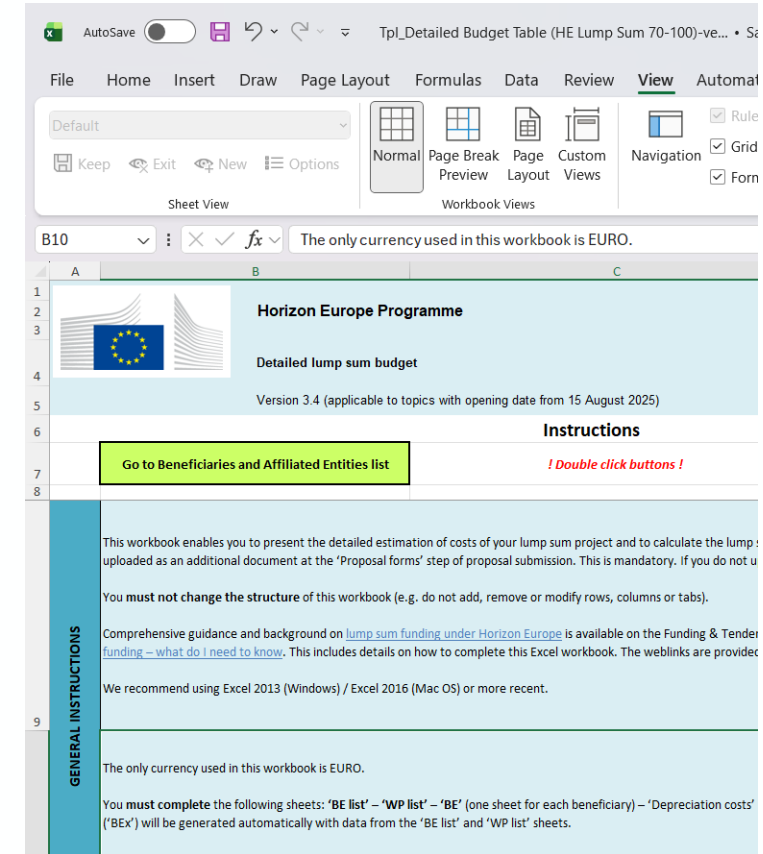 AutoSave
Tpl_Detailed Budget Table (HE Lump Sum 70-100)-ve... •
File Home Insert Draw Page Layout Formulas Data Review View
Default
Keep Exit New Options
Normal Page Break Preview Page Layout Custom Views
Navigation
Sheet View
Workbook Views
B10
fx
The only currency used in this workbook is EURO.
A B C
1
2 Horizon Europe Programme
3
4 Detailed lump sum budget
5 Version 3.4 (applicable to topics with opening date from 15 August 2025)
6 Instructions
7 Go to Beneficiaries and Affiliated Entities list ! Double click buttons !
8
9
GENERAL INSTRUCTIONS
This workbook enables you to present the detailed estimation of costs of your lump sum project and to calculate the lump
uploaded as an additional document at the ‘Proposal forms’ step of proposal submission. This is mandatory. If you do not
You must not change the structure of this workbook (e.g. do not add, remove or modify rows, columns or tabs).
Comprehensive guidance and background on lump sum funding under Horizon Europe is available on the Funding &
funding – what do I need to know. This includes details on how to complete this Excel workbook. The weblinks are
We recommend using Excel 2013 (Windows) / Excel 2016 (Mac OS) or more recent.
The only currency used in this workbook is EURO.
You must complete the following sheets: ‘BE list’ – ‘WP list’ – ‘BE’ (one sheet for each beneficiary) – ‘Depreciation costs’
(‘BEx’) will be generated automatically with data from the ‘BE list’ and ‘WP list’ sheets.